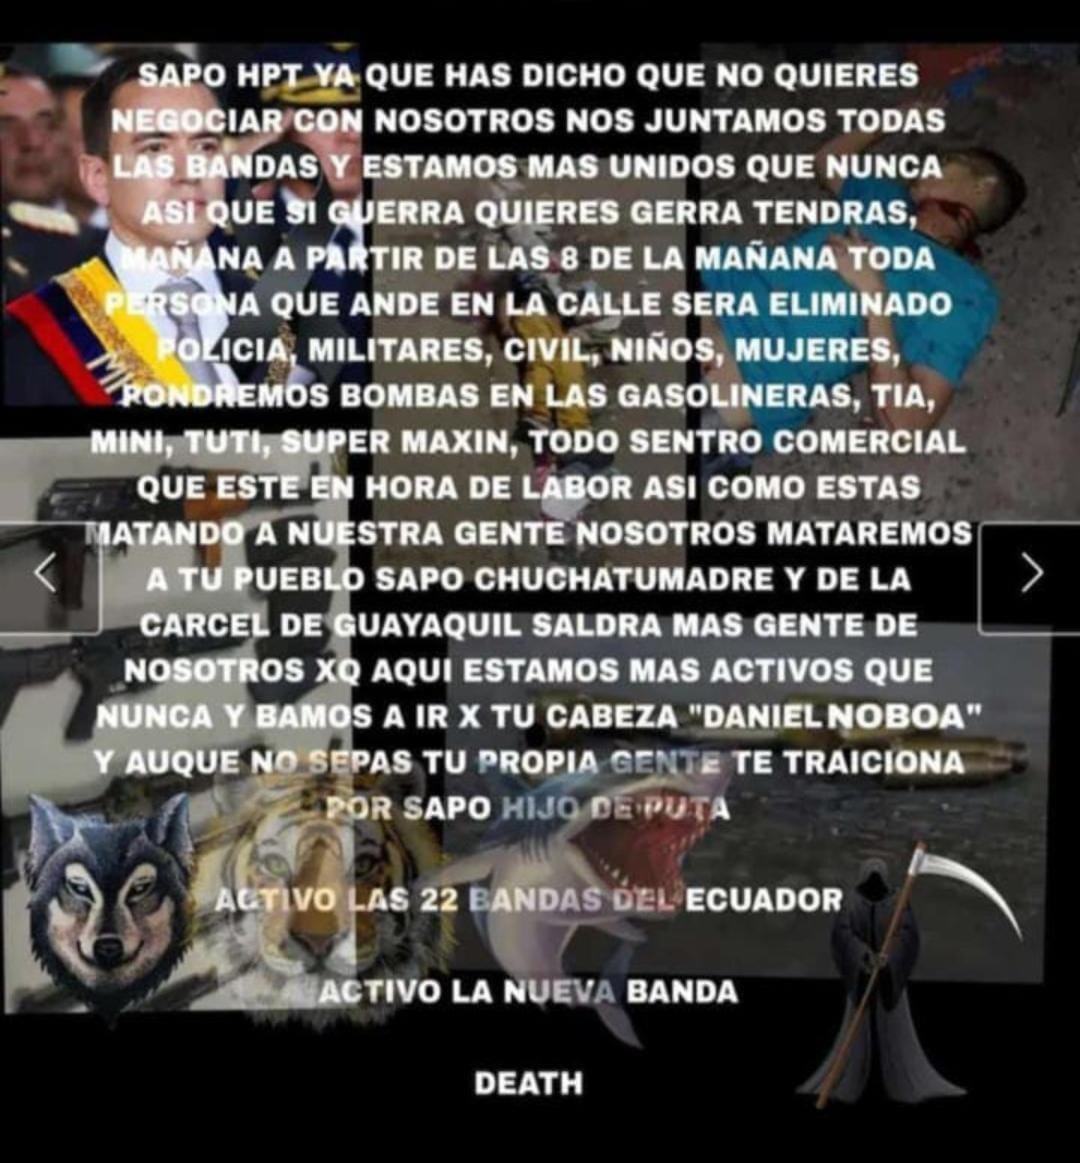 SAPO HPT YA QUE HAS DICHO QUE NO QUIERES
NEGOCIAR CON NOSOTROS NOS JUNTAMOS TODAS
LAS BANDAS Y ESTAMOS MAS UNIDOS QUE NUNCA
ASI QUE SI GUERRA QUIERES GERRA TENDRAS,
MAÑANA A PARTIR DE LAS 8 DE LA MAÑANA TODA
PERSONA QUE ANDE EN LA CALLE SERA ELIMINADO
POLICIA, MILITARES, CIVIL, NIÑOS, MUJERES,
PONDREMOS BOMBAS EN LAS GASOLINERAS, TIA,
MINI, TUTI, SUPER MAXIN, TODO SENTRO COMERCIAL
QUE ESTE EN HORA DE LABOR ASI COMO ESTAS
MATANDO A NUESTRA GENTE NOSOTROS MATAREMOS
A TU PUEBLO SAPO CHUCHATUMADRE Y DE LA
CARCEL DE GUAYAQUIL SALDRA MAS GENTE DE
NOSOTROS XQ AQUI ESTAMOS MAS ACTIVOS QUE
NUNCA Y BAMOS A IR X TU CABEZA "DANIEL NOBOA"
Y AUQUE NO SEPAS TU PROPIA GENTE TE TRAICIONA
POR SAPO HIJO DE PUTA
ACTIVO LAS 22 BANDAS DEL ECUADOR
ACTIVO LA NUEVA BANDA
DEATH